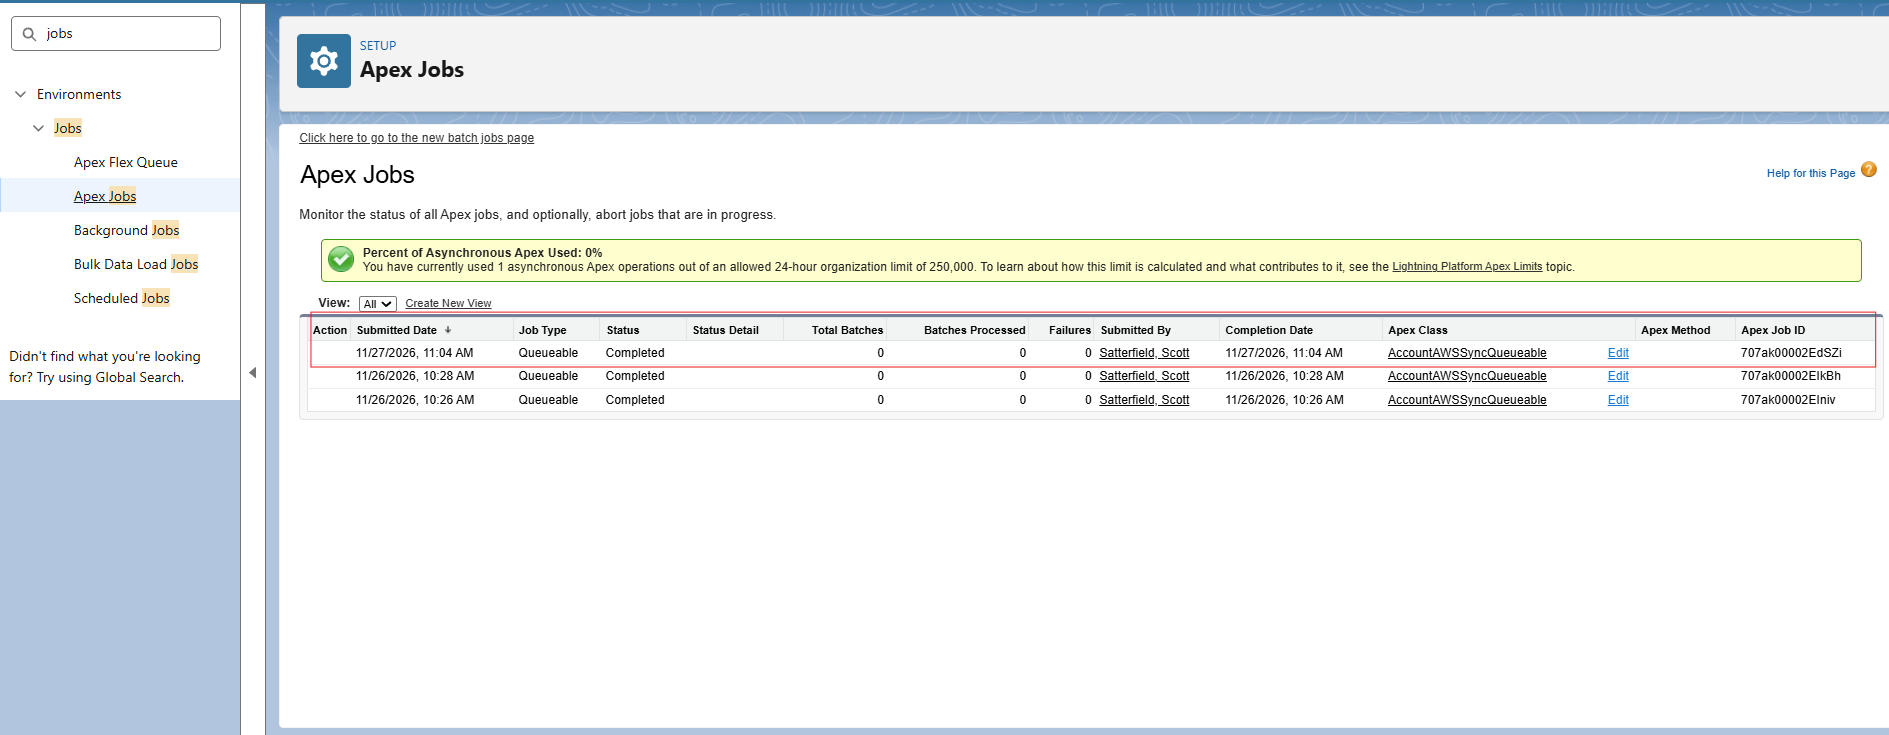 jobs
Environments
Jobs
Apex Flex Queue
Apex Jobs
Background Jobs
Bulk Data Load Jobs
Scheduled Jobs
Didn't find what you're looking
for? Try using Global Search.
SETUP
Apex Jobs
Click here to go to the new batch jobs page
Apex Jobs
Help for this Page ?
Monitor the status of all Apex jobs, and optionally, abort jobs that are in progress.
Percent of Asynchronous Apex Used: 0%
You have currently used 1 asynchronous Apex operations out of an allowed 24-hour organization limit of 250,000. To learn about how this limit is calculated and what contributes to it, see the Lightning Platform Apex Limits topic.
View: All Create New View
Action Submitted Date Job Type Status Status Detail Total Batches Batches Processed Failures Submitted By Completion Date Apex Class Apex Method Apex Job ID
11/27/2026, 11:04 AM Queueable Completed 0 0 0 Satterfield, Scott 11/27/2026, 11:04 AM AccountAWSSyncQueueable Edit 707ak00002EdSZi
11/26/2026, 10:28 AM Queueable Completed 0 0 0 Satterfield, Scott 11/26/2026, 10:28 AM AccountAWSSyncQueueable Edit 707ak00002EIkBh
11/26/2026, 10:26 AM Queueable Completed 0 0 0 Satterfield, Scott 11/26/2026, 10:26 AM AccountAWSSyncQueueable Edit 707ak00002EIniv